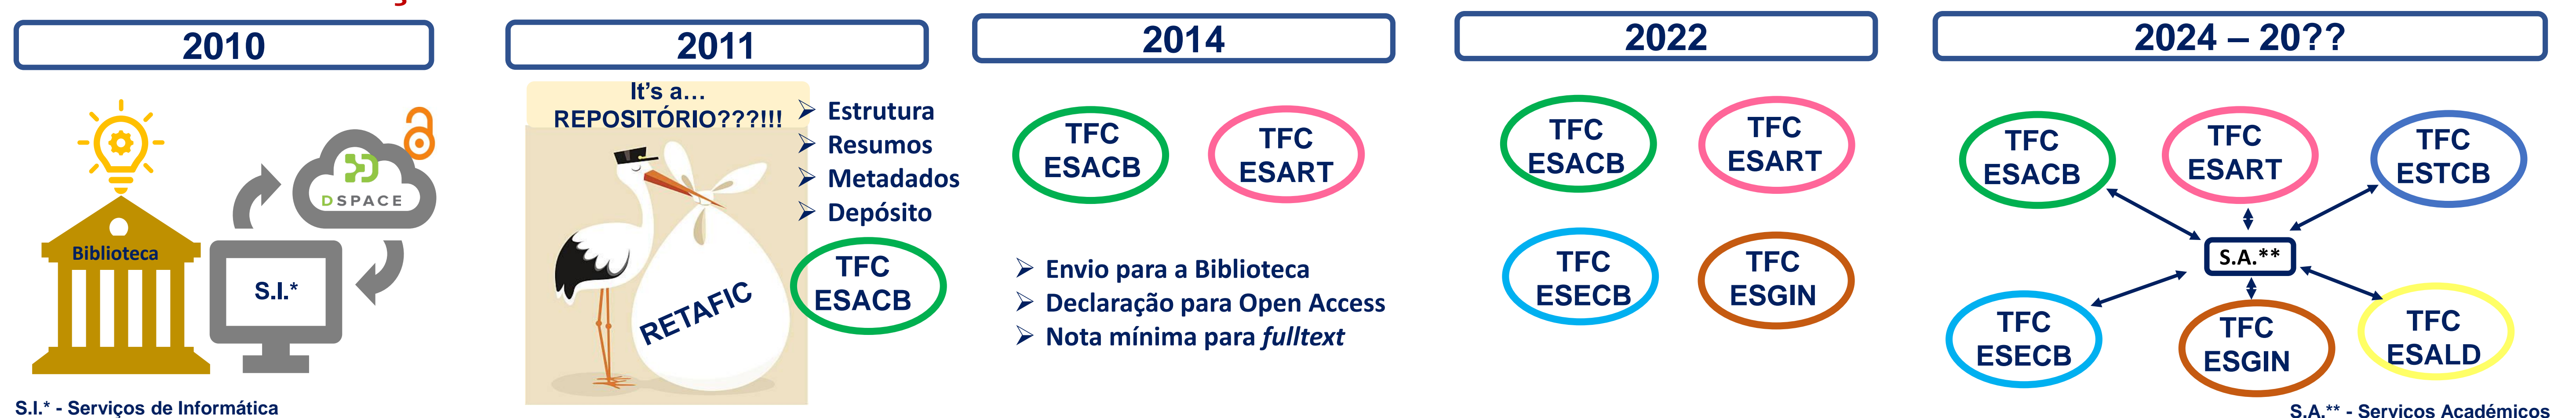 2010
Biblioteca
DSPACE
S.I.*
S.I.* - Serviços de Informática
2011
It's a…
REPOSITÓRIO???!!!
Estrutura
Resumos
Metadados
Depósito
RETAFIC
TFC
ESACB
2014
TFC
ESACB
TFC
ESART
Envio para a Biblioteca
Declaração para Open Access
Nota mínima para fulltext
2022
TFC
ESACB
TFC
ESART
TFC
ESECB
TFC
ESGIN
2024 – 20??
TFC
ESACB
TFC
ESART
TFC
ESTCB
S.A.**
TFC
ESECB
TFC
ESGIN
TFC
ESALD
S.A.** - Serviços Académicos